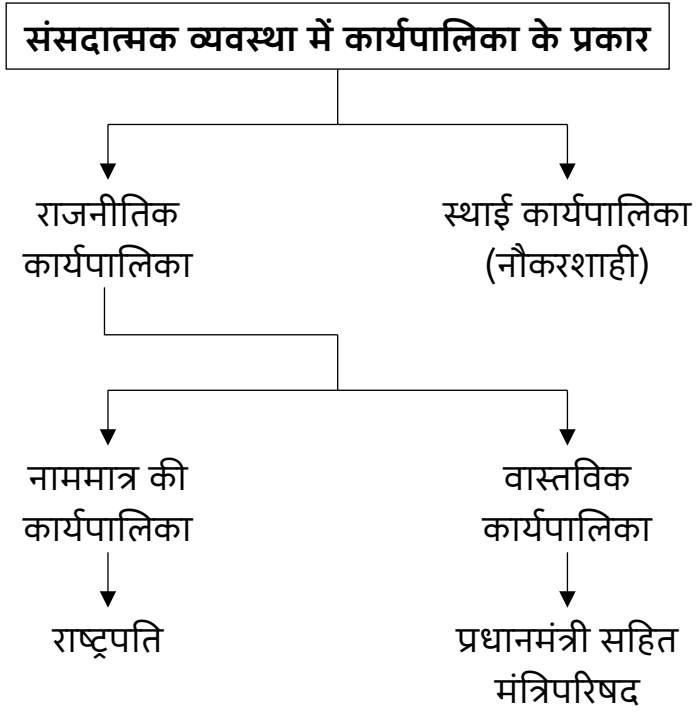 संसदात्मक व्यवस्था में कार्यपालिका के प्रकार
राजनीतिक
कार्यपालिका
स्थाई कार्यपालिका
(नौकरशाही)
नाममात्र की
कार्यपालिका
वास्तविक
कार्यपालिका
राष्ट्रपति
प्रधानमंत्री सहित
मंत्रिपरिषद